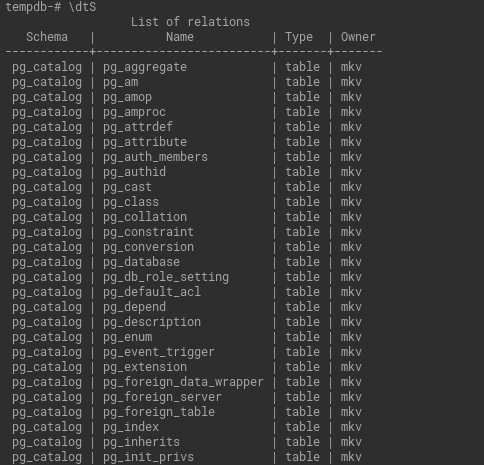 tempdb-# \dtS
                   List of relations
   Schema   |          Name           | Type  | Owner
------------+-------------------------+-------+-------
 pg_catalog | pg_aggregate            | table | mkv
 pg_catalog | pg_am                   | table | mkv
 pg_catalog | pg_amop                 | table | mkv
 pg_catalog | pg_amproc               | table | mkv
 pg_catalog | pg_attrdef              | table | mkv
 pg_catalog | pg_attribute            | table | mkv
 pg_catalog | pg_auth_members         | table | mkv
 pg_catalog | pg_authid               | table | mkv
 pg_catalog | pg_cast                 | table | mkv
 pg_catalog | pg_class                | table | mkv
 pg_catalog | pg_collation            | table | mkv
 pg_catalog | pg_constraint           | table | mkv
 pg_catalog | pg_conversion           | table | mkv
 pg_catalog | pg_database             | table | mkv
 pg_catalog | pg_db_role_setting      | table | mkv
 pg_catalog | pg_default_acl          | table | mkv
 pg_catalog | pg_depend               | table | mkv
 pg_catalog | pg_description          | table | mkv
 pg_catalog | pg_enum                 | table | mkv
 pg_catalog | pg_event_trigger        | table | mkv
 pg_catalog | pg_extension            | table | mkv
 pg_catalog | pg_foreign_data_wrapper | table | mkv
 pg_catalog | pg_foreign_server       | table | mkv
 pg_catalog | pg_foreign_table        | table | mkv
 pg_catalog | pg_index                | table | mkv
 pg_catalog | pg_inherits             | table | mkv
 pg_catalog | pg_init_privs           | table | mkv